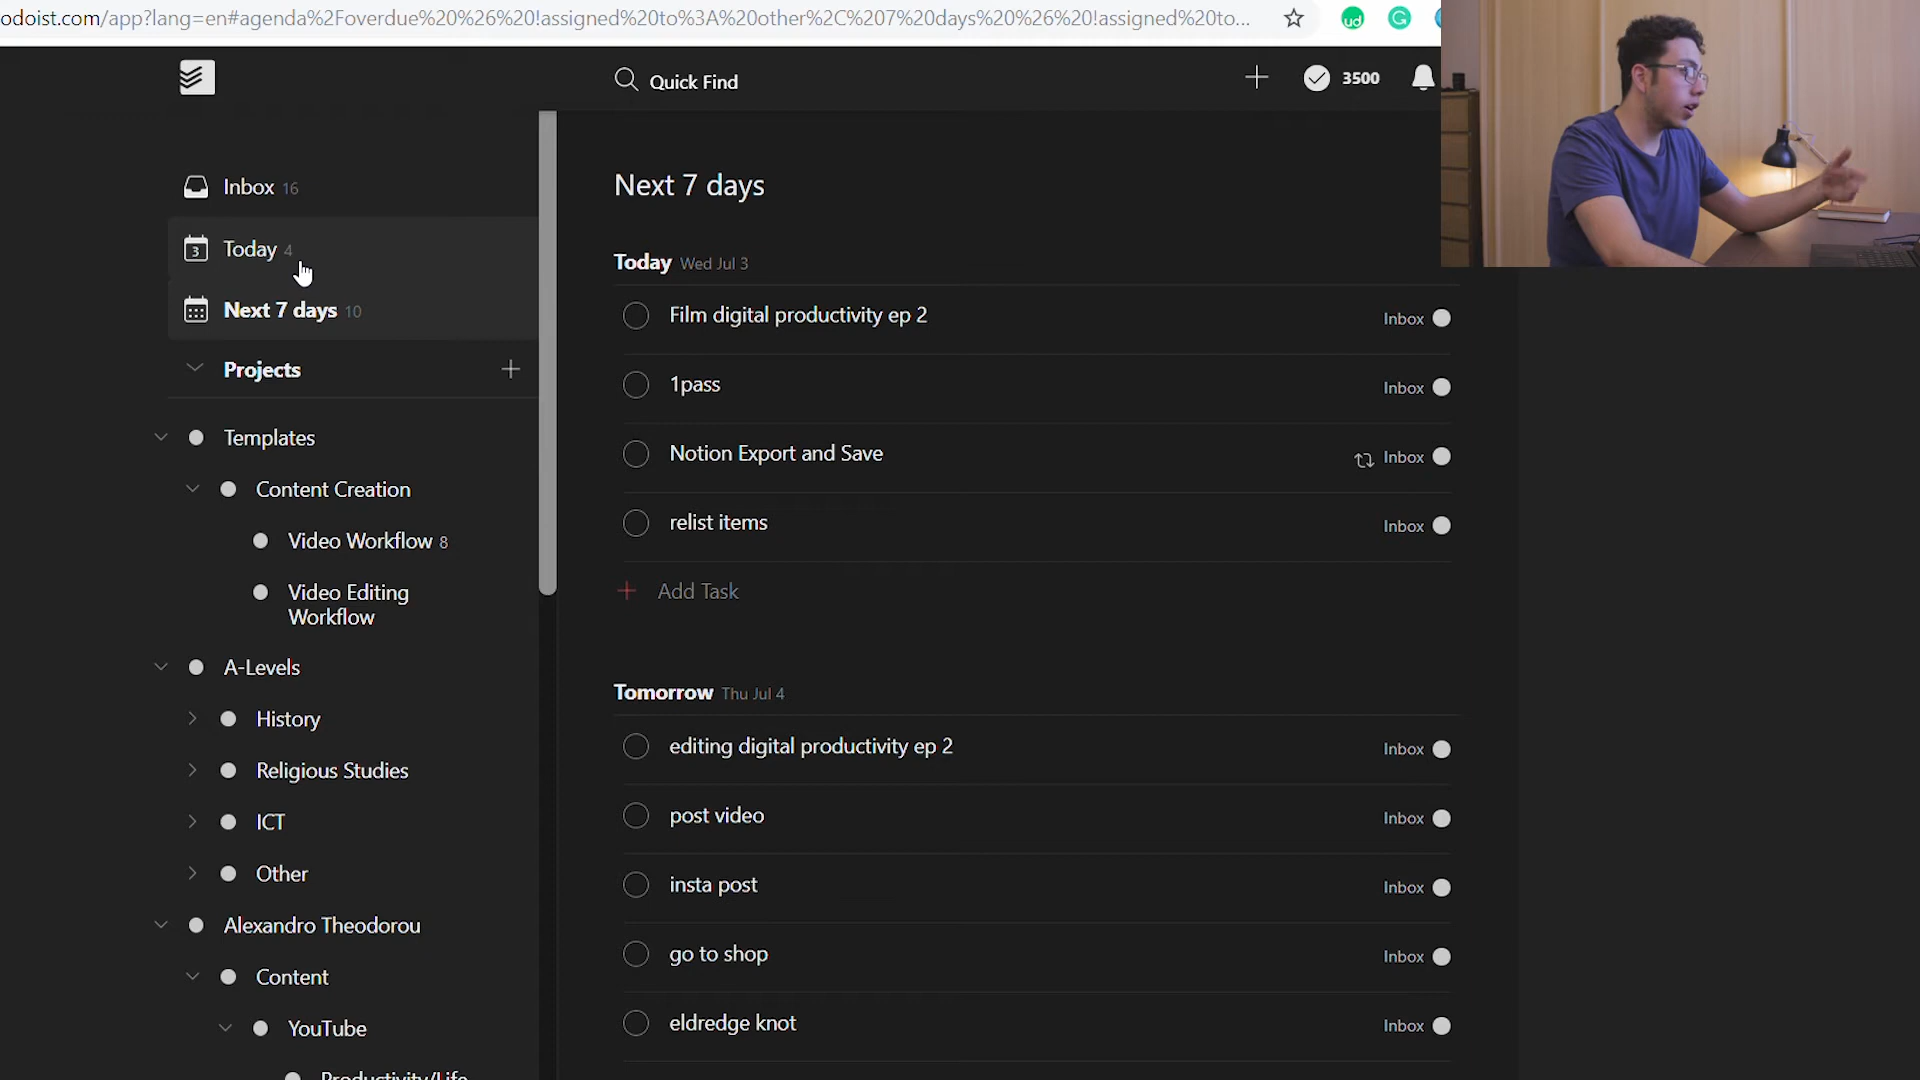 odoist.com/app?lang=en#agenda%2Foverdue%20%26%20!assigned%20to%3A%20other%2C%207%20days%20%26%20!assigned%20to...
ud
G
Quick Find
3500
Inbox 16
3 Today 4
Next 7 days 10
Projects
Templates
Content Creation
Video Workflow 8
Video Editing
Workflow
A-Levels
History
Religious Studies
ICT
Other
Alexandro Theodorou
Content
YouTube
Productivity/Life
Next 7 days
Today Wed Jul 3
Film digital productivity ep 2 Inbox
1pass Inbox
Notion Export and Save Inbox
relist items Inbox
Add Task
Tomorrow Thu Jul 4
editing digital productivity ep 2 Inbox
post video Inbox
insta post Inbox
go to shop Inbox
eldredge knot Inbox